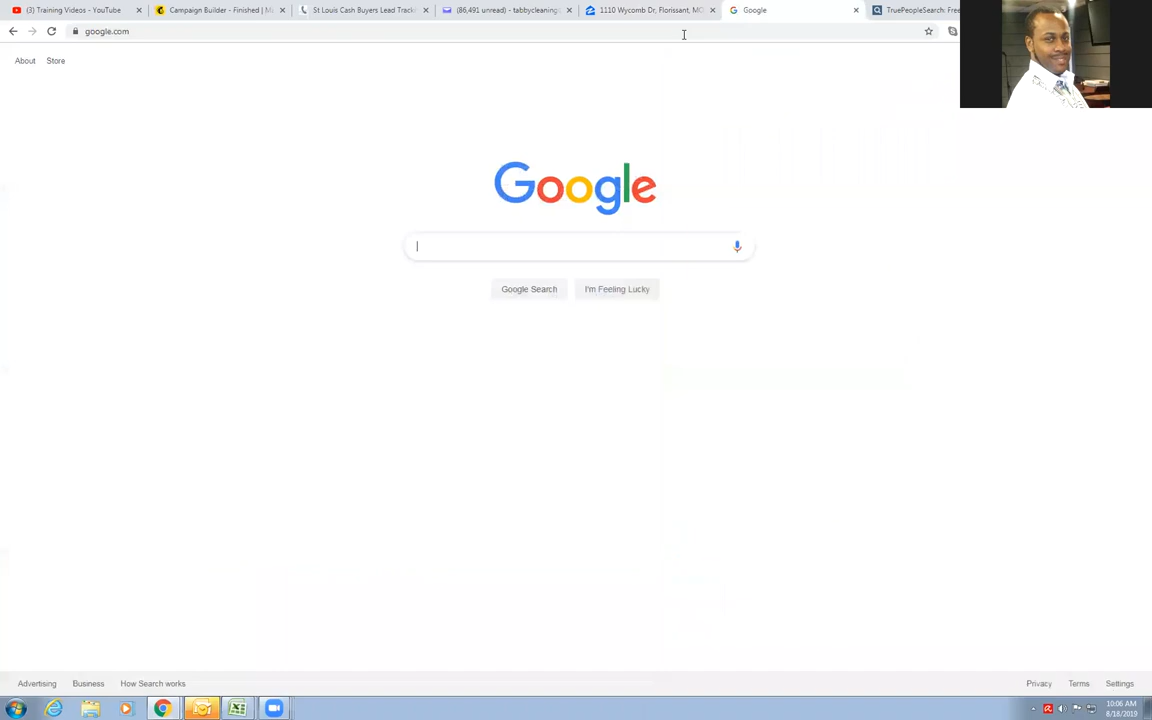 (3) Training Videos - YouTube
Campaign Builder - Finished | M
St Louis Cash Buyers Lead Track
(86,491 unread) - tabbycleaning
1110 Wycomb Dr, Florissant, MO
Google
TruePeopleSearch: Free
google.com
About
Store
Google
Google Search
I'm Feeling Lucky
Advertising
Business
How Search works
Privacy
Terms
Settings
10:06 AM
8/18/2019